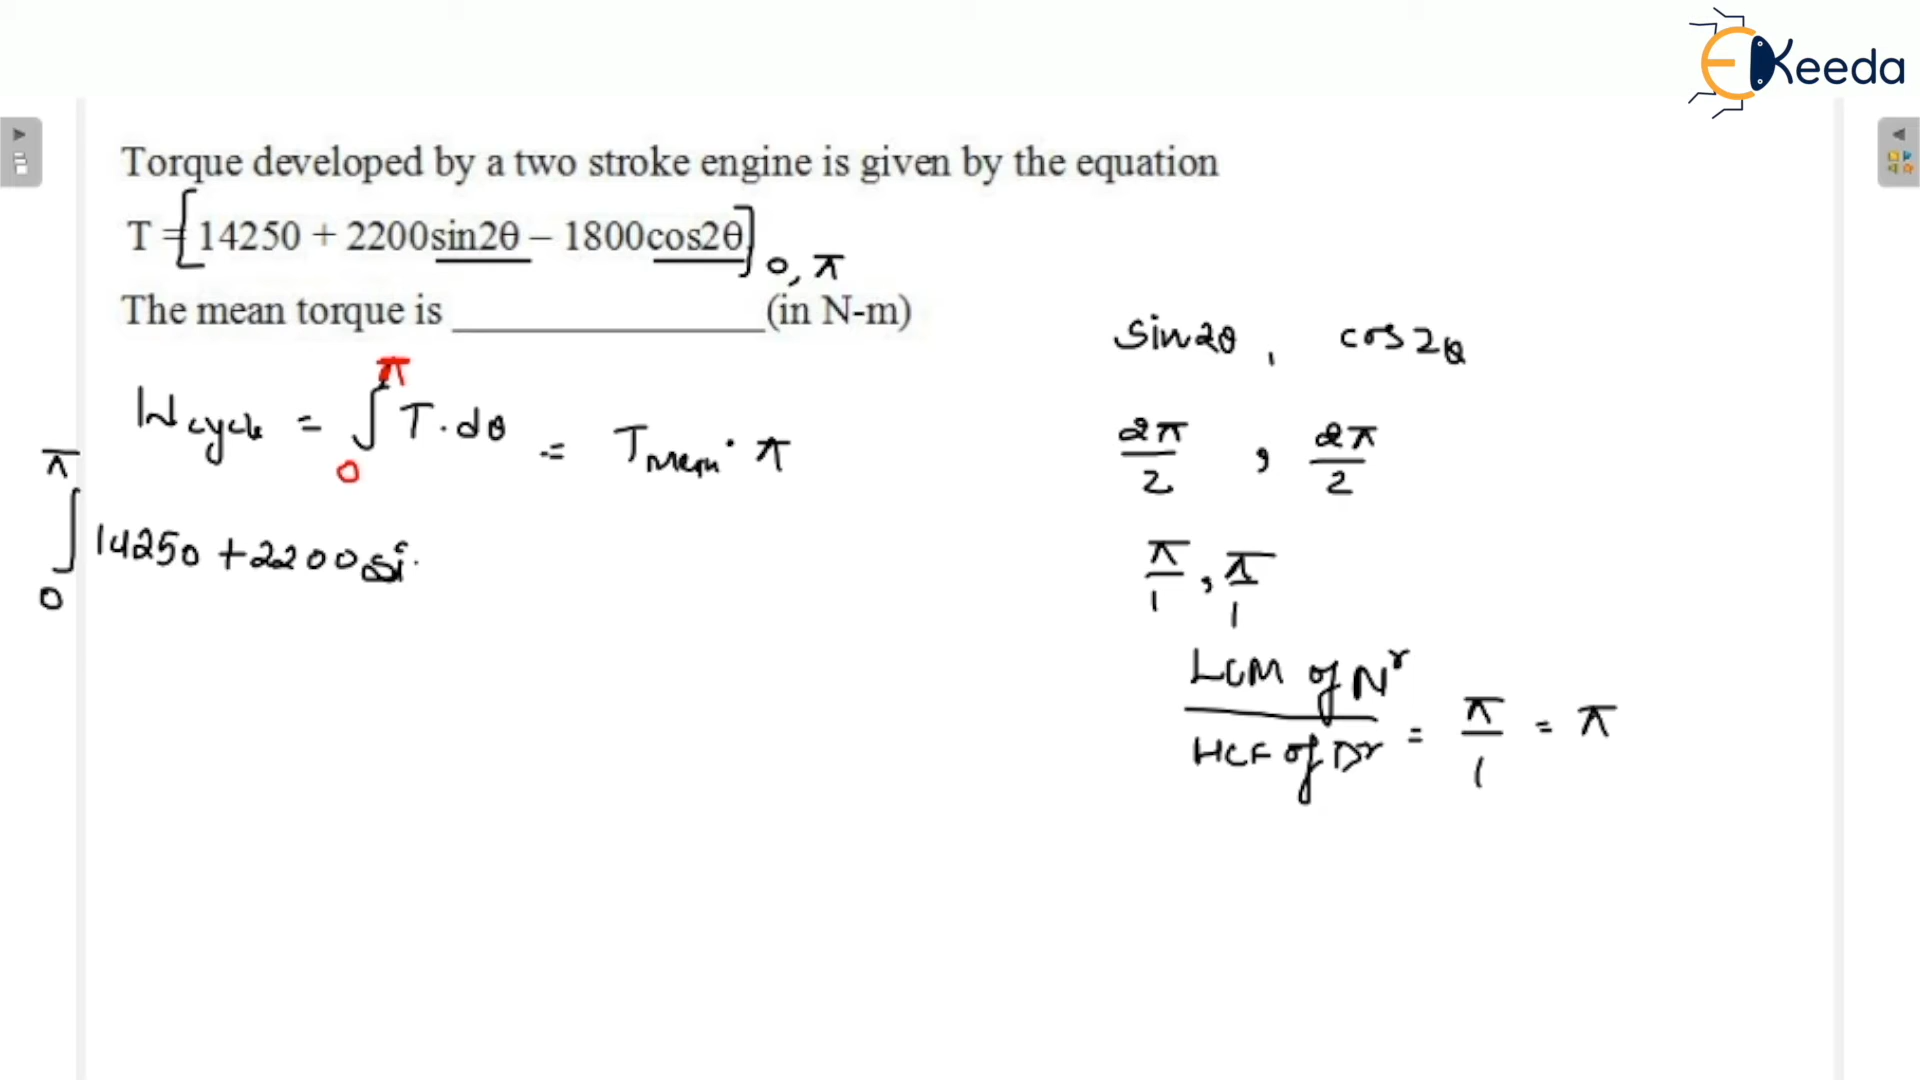 EKeeda
Torque developed by a two stroke engine is given by the equation
T = [14250 + 2200sin2θ – 1800cos2θ] 0, π
The mean torque is _______________(in N-m)
Wcycle = ∫ 0 π T·dθ = Tmean· π
∫ 0 π 14250 + 2200 si
sin2θ, cos2θ
2π/2 , 2π/2
π/1 , π/1
LCM of Nr / HCF of Dr = π/1 = π